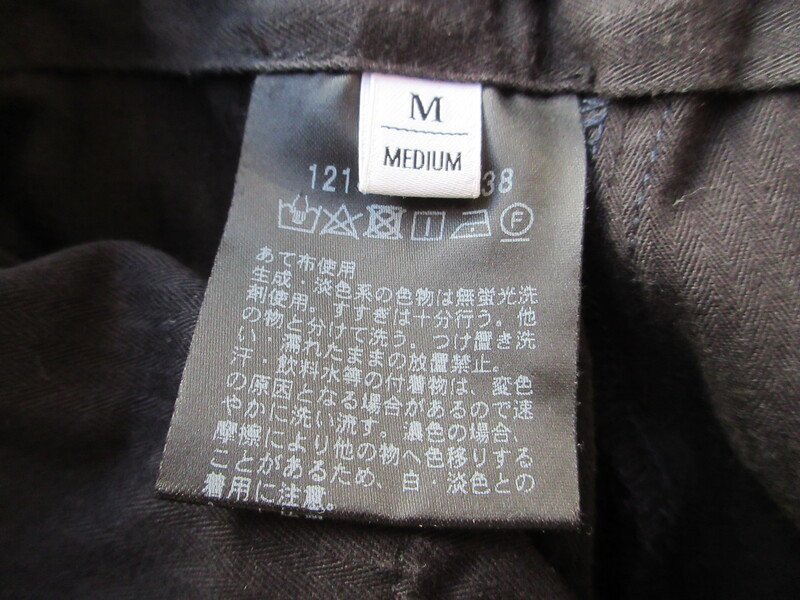 M
MEDIUM
121 38
F
あて布使用
生成・淡色系の色物は無蛍光洗
剤使用。すすぎは十分行う。他
の物と分けて洗う。つけ置き洗
い・濡れたままの放置禁止。
汗・飲料水等の付着物は、変色
の原因となる場合があるので速
やかに洗い流す。濃色の場合、
摩擦により他の物へ色移りする
ことがあるため、白・淡色との
着用に注意。